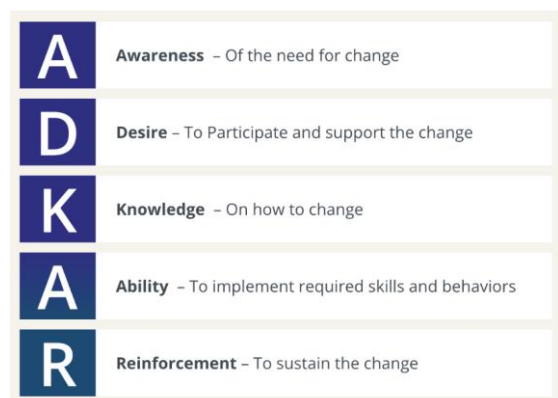 A
Awareness – Of the need for change
D
Desire – To Participate and support the change
K
Knowledge – On how to change
A
Ability – To implement required skills and behaviors
R
Reinforcement – To sustain the change